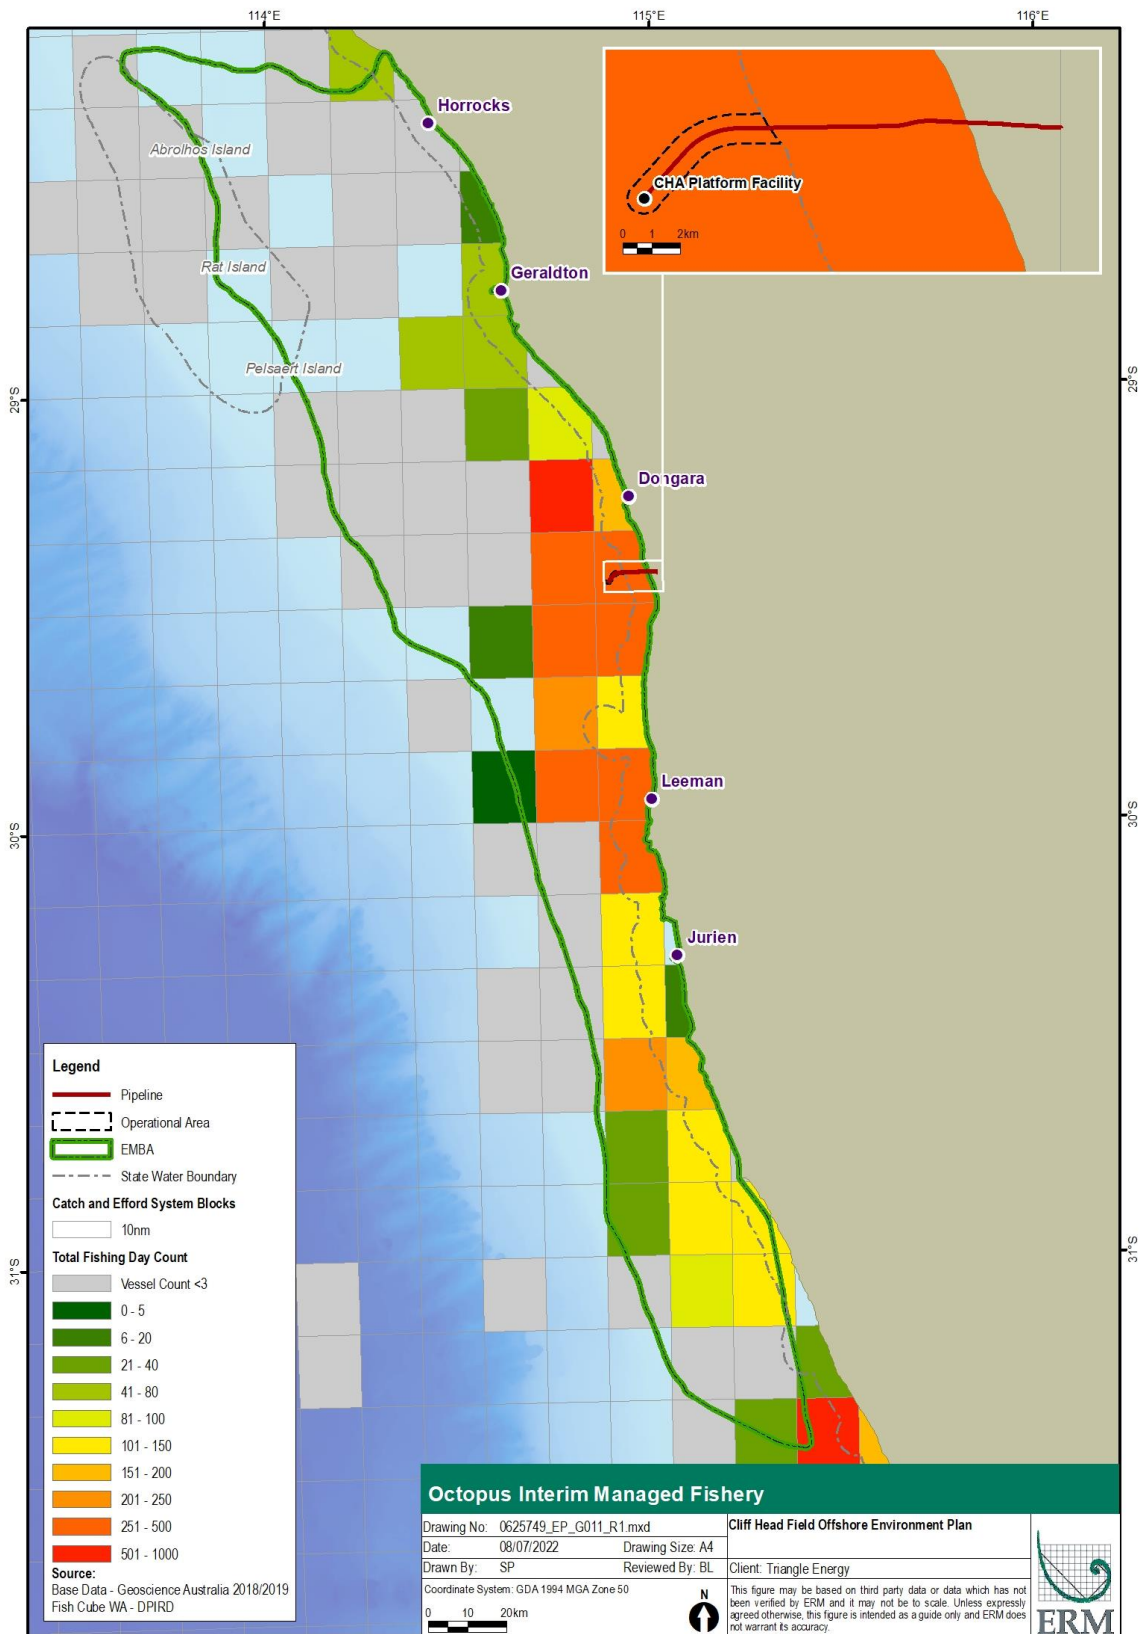 114°E
115°E
116°E
Horrocks
Abrolhos Island
CHA Platform Facility
0 1 2km
Rat Island
Geraldton
Pelsaert Island
29°S
29°S
Dongara
Leeman
30°S
30°S
Jurien
31°S
31°S
Legend
Pipeline
Operational Area
EMBA
State Water Boundary
Catch and Efford System Blocks
10nm
Total Fishing Day Count
Vessel Count <3
0 - 5
6 - 20
21 - 40
41 - 80
81 - 100
101 - 150
151 - 200
201 - 250
251 - 500
501 - 1000
Source:
Base Data - Geoscience Australia 2018/2019
Fish Cube WA - DPIRD
Octopus Interim Managed Fishery
Drawing No: 0625749_EP_G011_R1.mxd
Date: 08/07/2022 Drawing Size: A4
Drawn By: SP Reviewed By: BL
Coordinate System: GDA 1994 MGA Zone 50
0 10 20km
N
Cliff Head Field Offshore Environment Plan
Client: Triangle Energy
This figure may be based on third party data or data which has not
been verified by ERM and it may not be to scale. Unless expressly
agreed otherwise, this figure is intended as a guide only and ERM does
not warrant its accuracy.
ERM